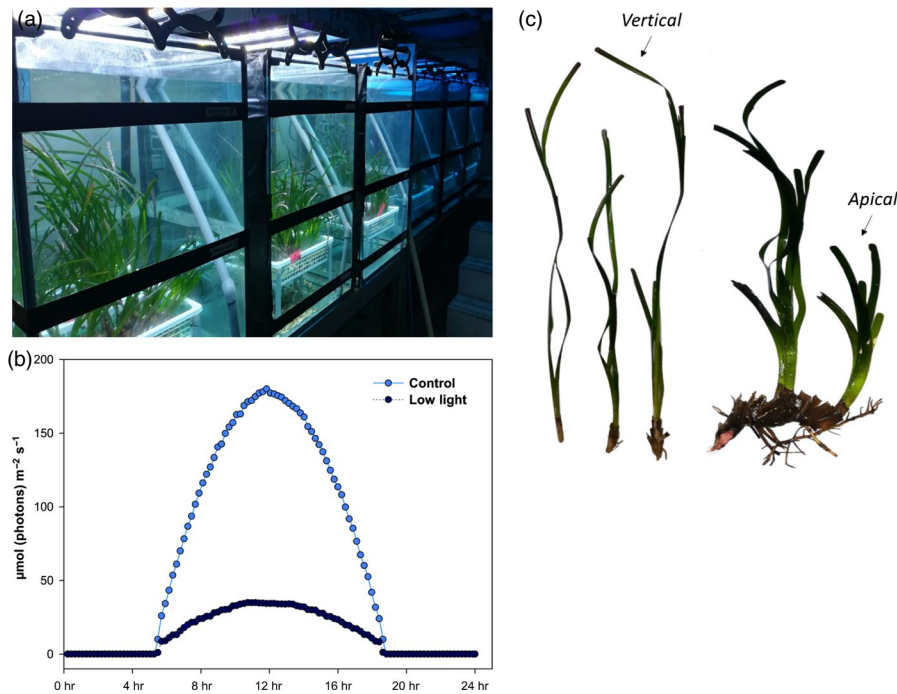 (a)
(b)
200
150
100
50
0
µmol (photons) m⁻² s⁻¹
Control
Low light
0 hr 4 hr 8 hr 12 hr 16 hr 20 hr 24 hr
(c)
Vertical
Apical